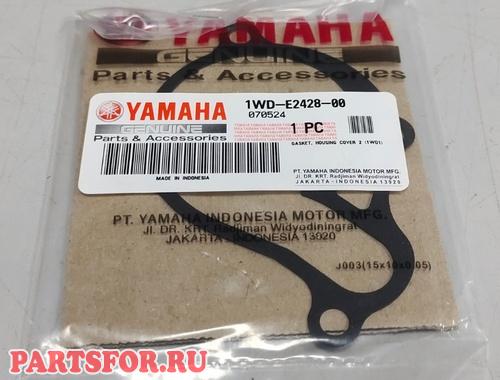 YAMAHA
GENUINE
Parts & Accessories
YAMAHA
GENUINE
Parts & Accessories
1WD-E2428-00
070524
1 PC
GASKET, HOUSING COVER 2 (1WD1)
MADE IN INDONESIA
PT. YAMAHA INDONESIA MOTOR MFG.
Jl. DR. KRT. Radjiman Widyodiningrat
JAKARTA - INDONESIA 13920
PT. YAMAHA INDONESIA MOTOR MFG.
Jl. DR. KRT. Radjiman Widyodiningrat
JAKARTA - INDONESIA 13920
J003(15x10x0.05)
PARTSFOR.RU